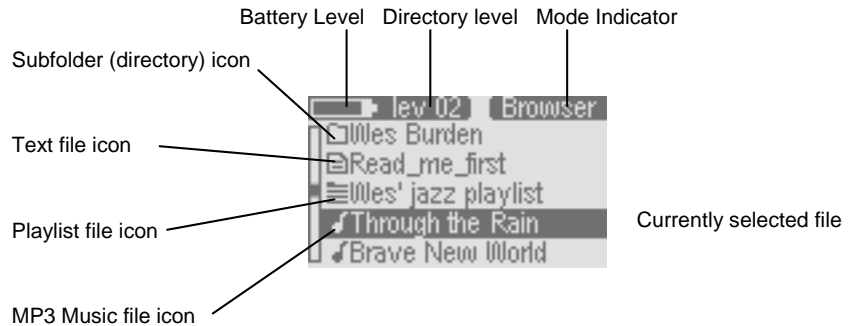 Battery Level Directory level Mode Indicator
Subfolder (directory) icon
lev 02 Browser
Wes Burden
Text file icon
Read_me_first
Wes' jazz playlist
Playlist file icon
Through the Rain
Currently selected file
Brave New World
MP3 Music file icon